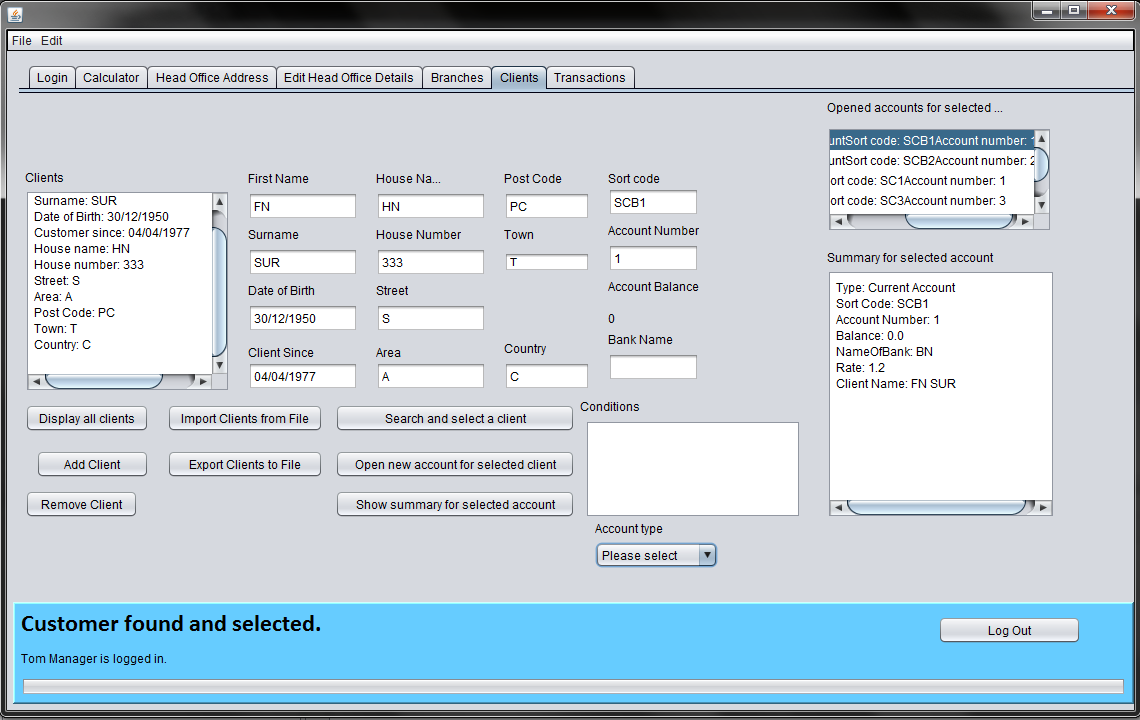 File Edit
Login Calculator Head Office Address Edit Head Office Details Branches Clients Transactions
Clients
Surname: SUR
Date of Birth: 30/12/1950
Customer since: 04/04/1977
House name: HN
House number: 333
Street: S
Area: A
Post Code: PC
Town: T
Country: C
First Name House Na... Post Code Sort code
FN HN PC SCB1
Surname House Number Town Account Number
SUR 333 T 1
Date of Birth Street Account Balance
30/12/1950 S 0
Client Since Area Country Bank Name
04/04/1977 A C
Display all clients Import Clients from File Search and select a client
Add Client Export Clients to File Open new account for selected client
Remove Client Show summary for selected account
Conditions
Account type
Please select
Opened accounts for selected ...
Sort code: SCB1Account number:
Sort code: SCB2Account number: 2
ort code: SC1Account number: 1
ort code: SC3Account number: 3
Summary for selected account
Type: Current Account
Sort Code: SCB1
Account Number: 1
Balance: 0.0
NameOfBank: BN
Rate: 1.2
Client Name: FN SUR
Customer found and selected.
Tom Manager is logged in.
Log Out